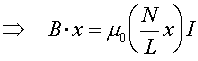 ⇒ B·x = μ₀(N/L x)I